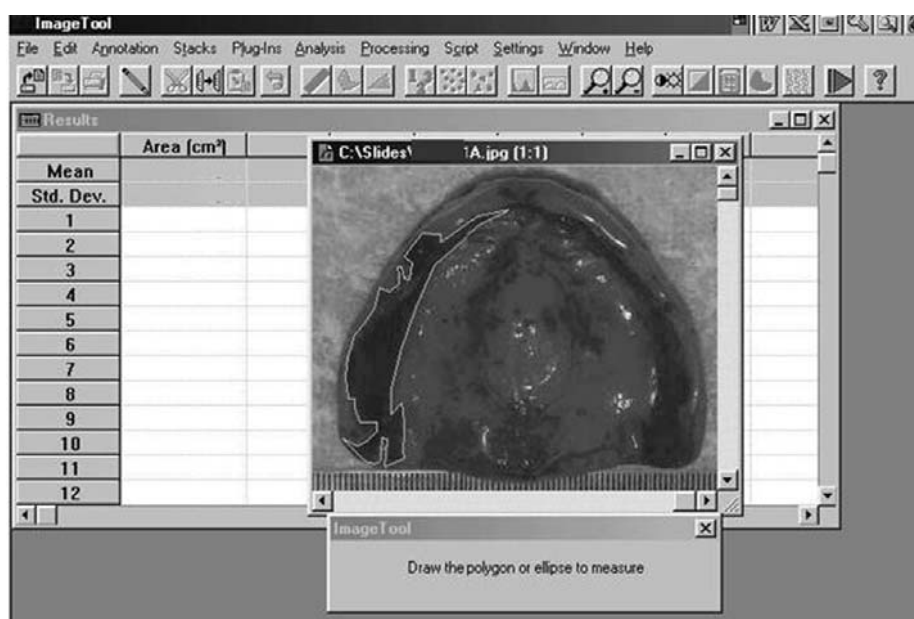 ImageTool
File Edit Annotation Stacks Plug-Ins Analysis Processing Script Settings Window Help
Results
Area (cm²)
Mean
Std. Dev.
1
2
3
4
5
6
7
8
9
10
11
12
C:\Slides\ 1A.jpg (1:1)
ImageTool
Draw the polygon or ellipse to measure